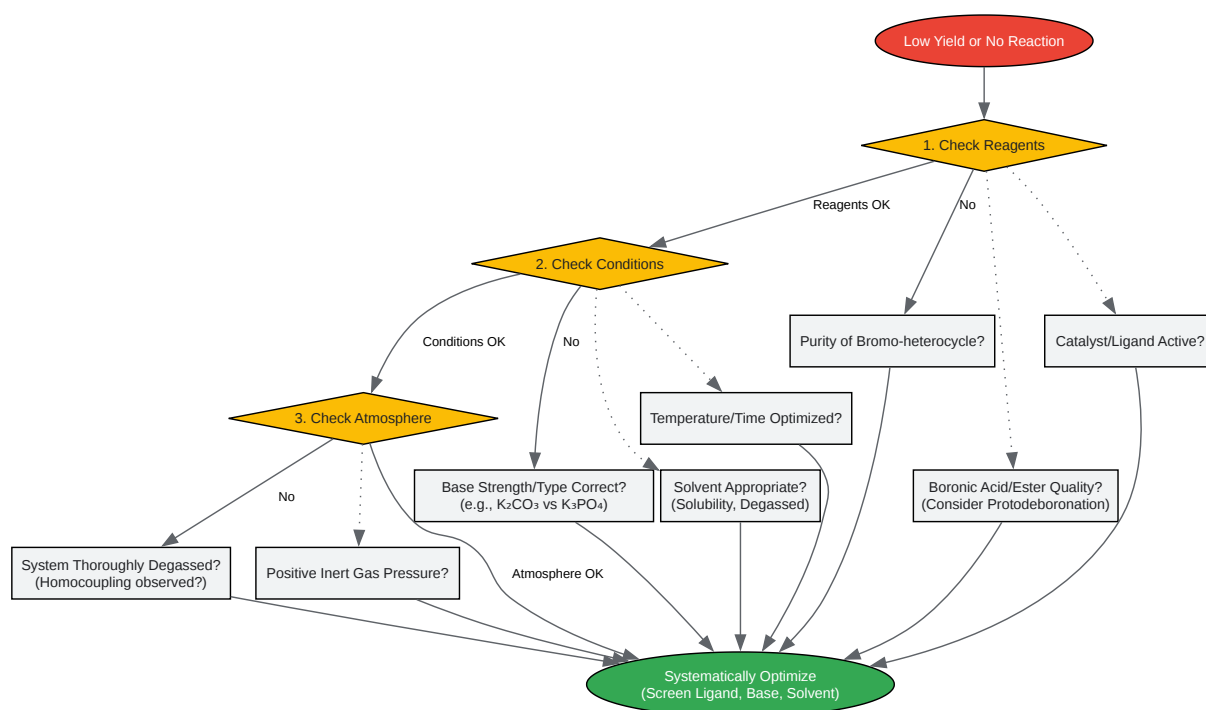 Low Yield or No Reaction
1. Check Reagents
Reagents OK
No
2. Check Conditions
Purity of Bromo-heterocycle?
Catalyst/Ligand Active?
Conditions OK
No
Temperature/Time Optimized?
3. Check Atmosphere
Base Strength/Type Correct?
(e.g., K₂CO₃ vs K₃PO₄)
Solvent Appropriate?
(Solubility, Degassed)
Boronic Acid/Ester Quality?
(Consider Protodeboronation)
No
System Thoroughly Degassed?
(Homocoupling observed?)
Positive Inert Gas Pressure?
Atmosphere OK
Systematically Optimize
(Screen Ligand, Base, Solvent)